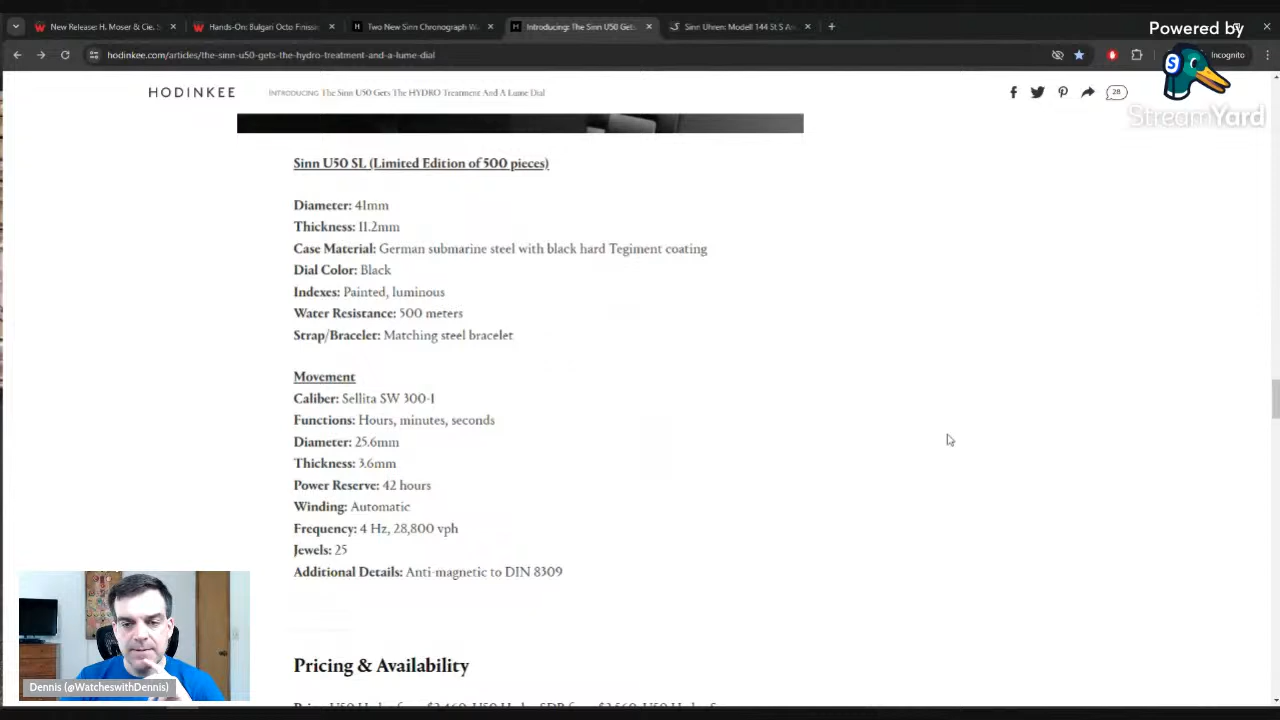 New Release: H. Moser & Cie. S
Hands-On: Bulgari Octo Finissi
Two New Sinn Chronograph W
Introducing: The Sinn U50 Gets
Sinn Uhren: Modell 144 St S A
Powered by
hodinkee.com/articles/the-sinn-u50-gets-the-hydro-treatment-and-a-lume-dial
Incognito
StreamYard
HODINKEE
INTRODUCING The Sinn U50 Gets The HYDRO Treatment And A Lume Dial
28
Sinn U50 SL (Limited Edition of 500 pieces)
Diameter: 41mm
Thickness: 11.2mm
Case Material: German submarine steel with black hard Tegiment coating
Dial Color: Black
Indexes: Painted, luminous
Water Resistance: 500 meters
Strap/Bracelet: Matching steel bracelet
Movement
Caliber: Sellita SW 300-1
Functions: Hours, minutes, seconds
Diameter: 25.6mm
Thickness: 3.6mm
Power Reserve: 42 hours
Winding: Automatic
Frequency: 4 Hz, 28,800 vph
Jewels: 25
Additional Details: Anti-magnetic to DIN 8309
Pricing & Availability
Dennis (@WatcheswithDennis)